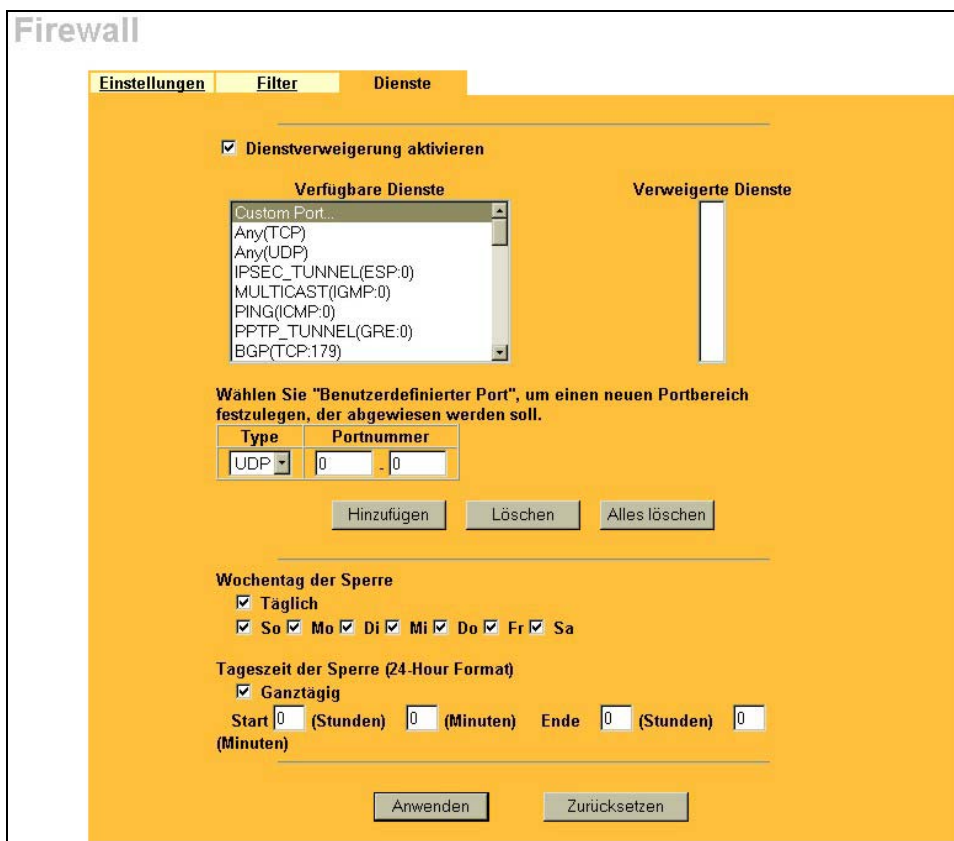 Firewall
Einstellungen Filter Dienste
Dienstverweigerung aktivieren
Verfügbare Dienste Verweigerte Dienste
Custom Port...
Any(TCP)
Any(UDP)
IPSEC_TUNNEL(ESP:0)
MULTICAST(IGMP:0)
PING(ICMP:0)
PPTP_TUNNEL(GRE:0)
BGP(TCP:179)
Wählen Sie "Benutzerdefinierter Port", um einen neuen Portbereich
festzulegen, der abgewiesen werden soll.
Type Portnummer
UDP 0 - 0
Hinzufügen Löschen Alles löschen
Wochentag der Sperre
Täglich
So Mo Di Mi Do Fr Sa
Tageszeit der Sperre (24-Hour Format)
Ganztägig
Start 0 (Stunden) 0 (Minuten) Ende 0 (Stunden) 0
(Minuten)
Anwenden Zurücksetzen